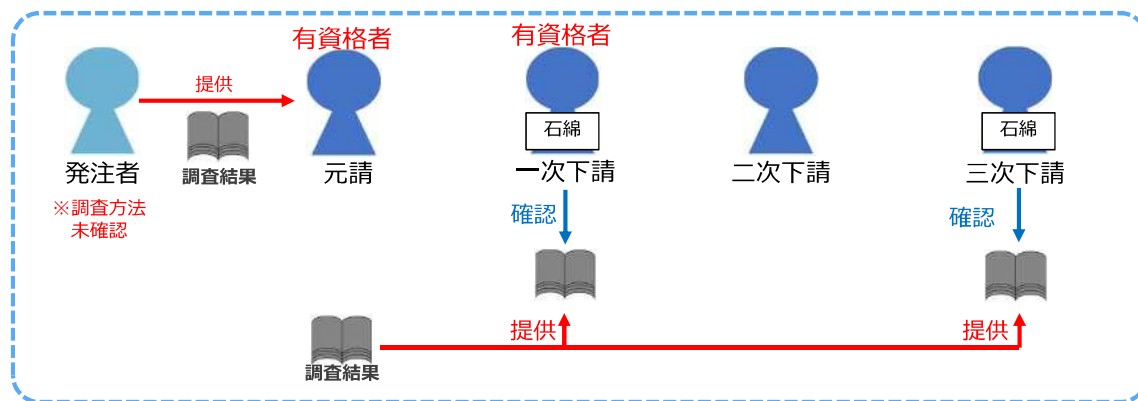 有資格者
有資格者
提供
石綿
石綿
発注者
調査結果
元請
一次下請
二次下請
三次下請
※調査方法
未確認
確認
確認
提供
提供
調査結果